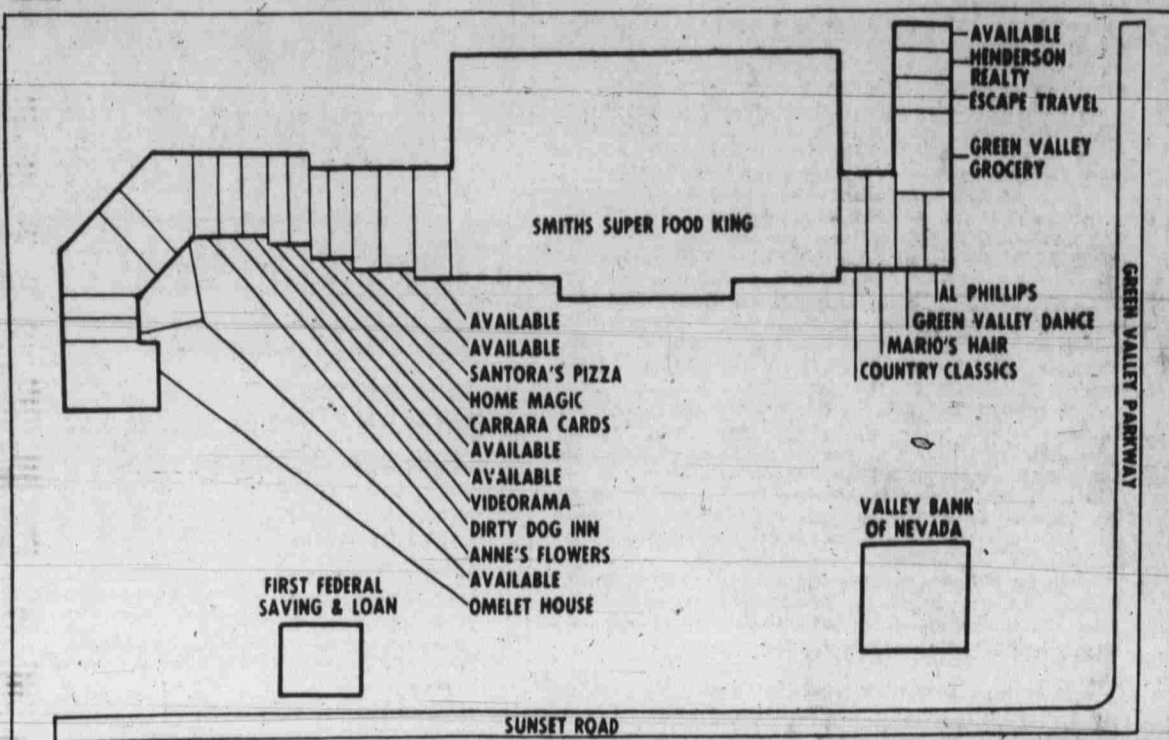 AVAILABLE
HENDERSON
REALTY
ESCAPE TRAVEL
GREEN VALLEY
GROCERY
SMITHS SUPER FOOD KING
AL PHILLIPS
GREEN VALLEY DANCE
MARIO'S HAIR
COUNTRY CLASSICS
GREEN VALLEY PARKWAY
AVAILABLE
AVAILABLE
SANTORA'S PIZZA
HOME MAGIC
CARRARA CARDS
AVAILABLE
AVAILABLE
VIDEORAMA
DIRTY DOG INN
ANNE'S FLOWERS
AVAILABLE
OMELET HOUSE
VALLEY BANK
OF NEVADA
FIRST FEDERAL
SAVING & LOAN
SUNSET ROAD